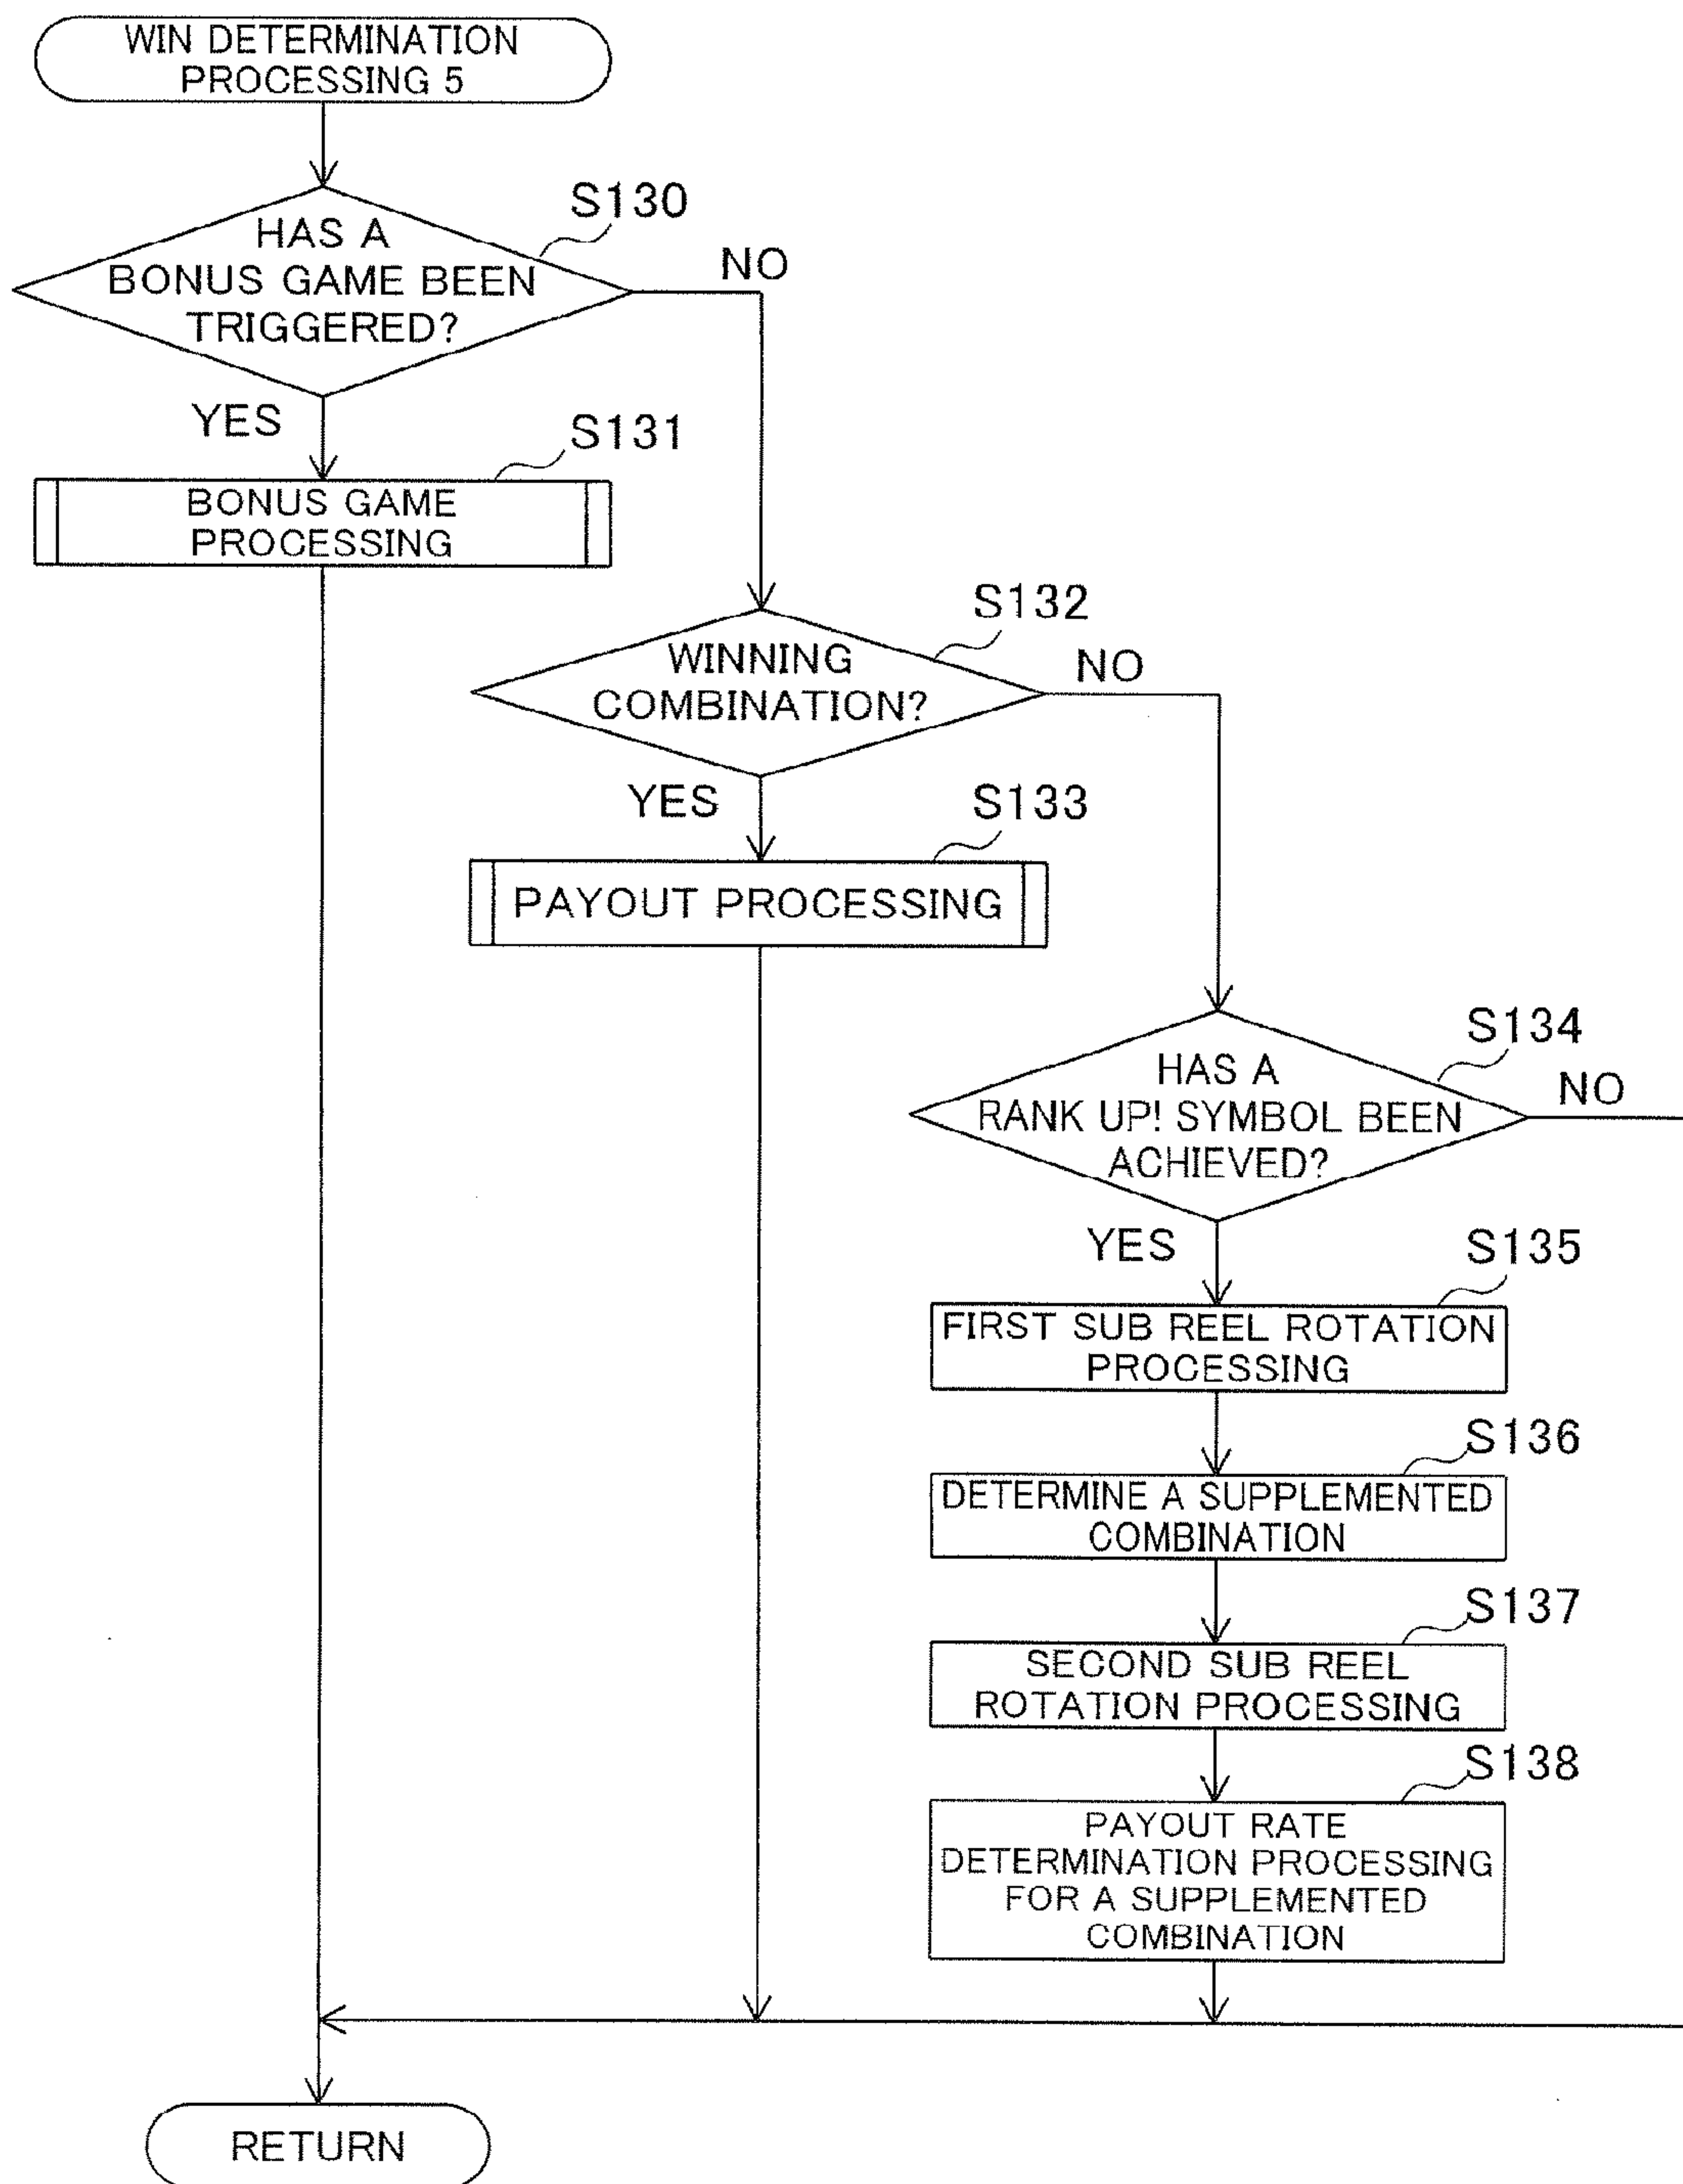 WIN DETERMINATION
PROCESSING 5
S130
HAS A
BONUS GAME BEEN
TRIGGERED?
NO
YES
S131
BONUS GAME
PROCESSING
S132
WINNING
COMBINATION?
NO
YES
S133
PAYOUT PROCESSING
S134
HAS A
RANK UP! SYMBOL BEEN
ACHIEVED?
NO
YES
S135
FIRST SUB REEL ROTATION
PROCESSING
S136
DETERMINE A SUPPLEMENTED
COMBINATION
S137
SECOND SUB REEL
ROTATION PROCESSING
S138
PAYOUT RATE
DETERMINATION PROCESSING
FOR A SUPPLEMENTED
COMBINATION
RETURN